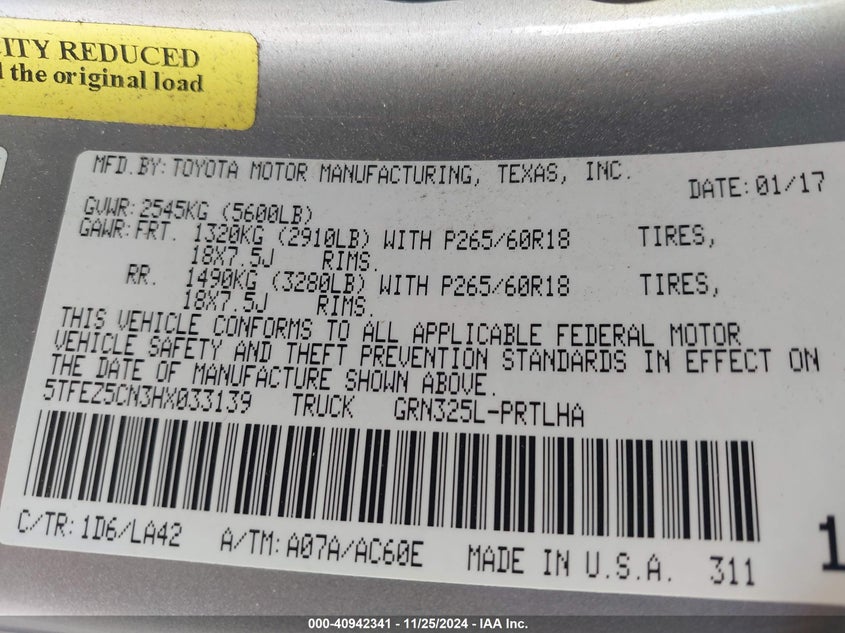 CITY REDUCED
the original load
MFD.BY:TOYOTA MOTOR MANUFACTURING, TEXAS, INC. DATE:01/17
GVWR:2545KG (5600LB)
GAWR:FRT. 1320KG (2910LB) WITH P265/60R18 TIRES,
18X7.5J RIMS.
RR. 1490KG (3280LB) WITH P265/60R18 TIRES,
18X7.5J RIMS.
THIS VEHICLE CONFORMS TO ALL APPLICABLE FEDERAL MOTOR
VEHICLE SAFETY AND THEFT PREVENTION STANDARDS IN EFFECT ON
THE DATE OF MANUFACTURE SHOWN ABOVE.
5TFEZ5CN3HX033139 TRUCK GRN325L-PRTLHA
C/TR:1D6/LA42 A/TM:A07A/AC60E MADE IN U.S.A. 311
1
000-40942341 - 11/25/2024 - IAA Inc.